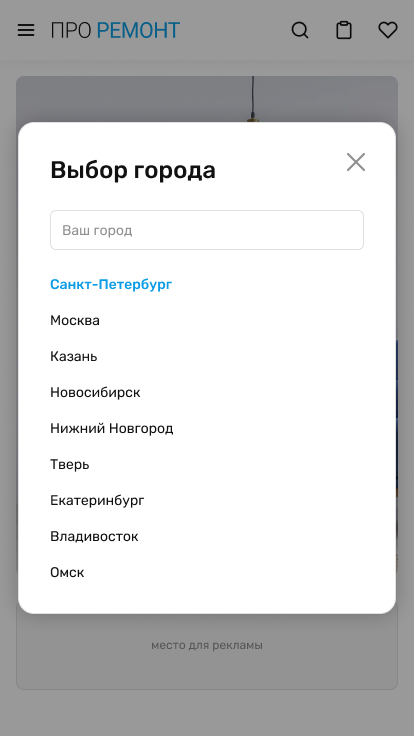 ПРО РЕМОНТ
Выбор города
Ваш город
Санкт-Петербург
Москва
Казань
Новосибирск
Нижний Новгород
Тверь
Екатеринбург
Владивосток
Омск
место для рекламы